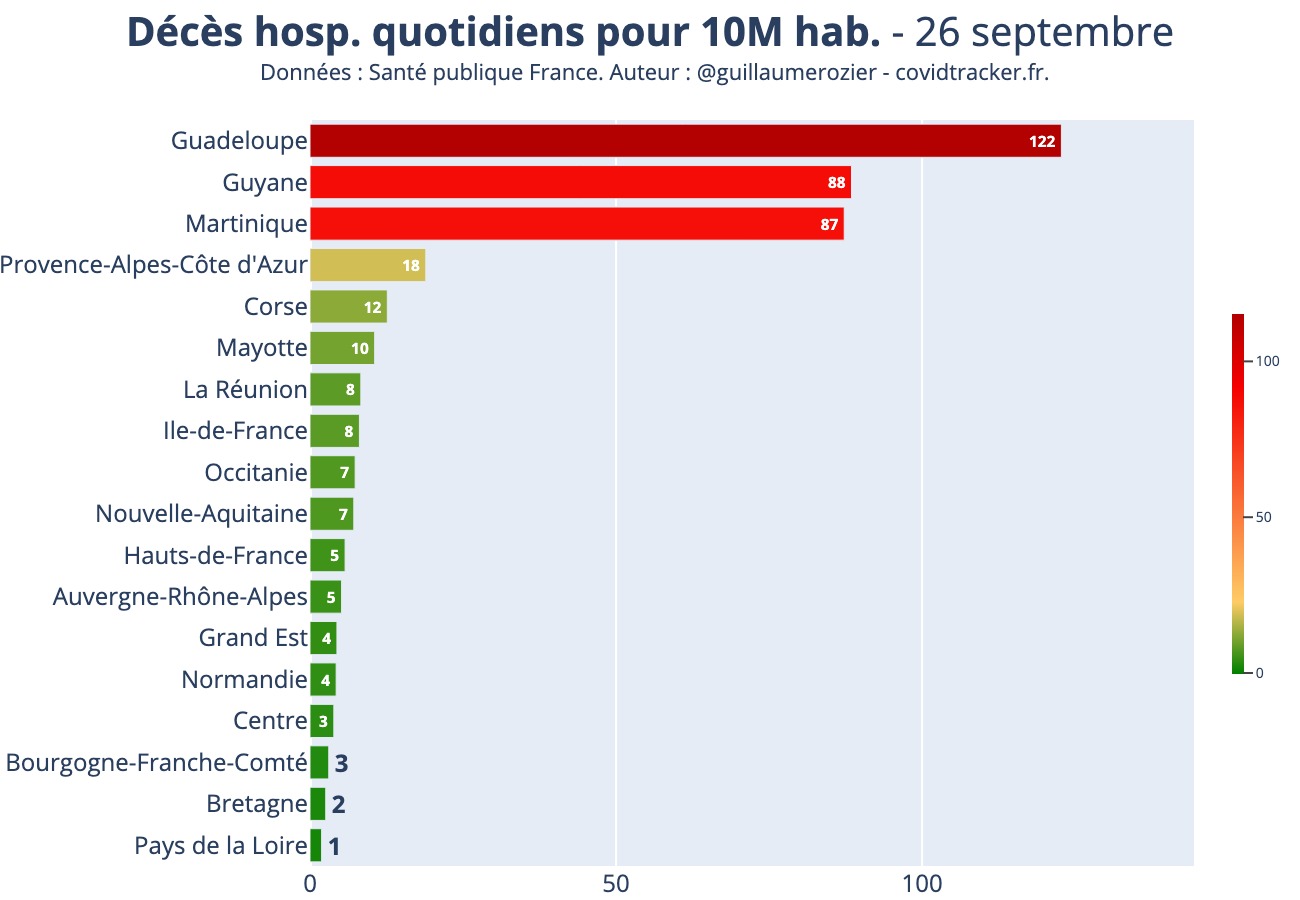 Décès hosp. quotidiens pour 10M hab. - 26 septembre
Données : Santé publique France. Auteur : @guillaumerozier - covidtracker.fr.
Guadeloupe 122
Guyane 88
Martinique 87
Provence-Alpes-Côte d'Azur 18
Corse 12
Mayotte 10
La Réunion 8
Ile-de-France 8
Occitanie 7
Nouvelle-Aquitaine 7
Hauts-de-France 5
Auvergne-Rhône-Alpes 5
Grand Est 4
Normandie 4
Centre 3
Bourgogne-Franche-Comté 3
Bretagne 2
Pays de la Loire 1
0 50 100
100
50
0